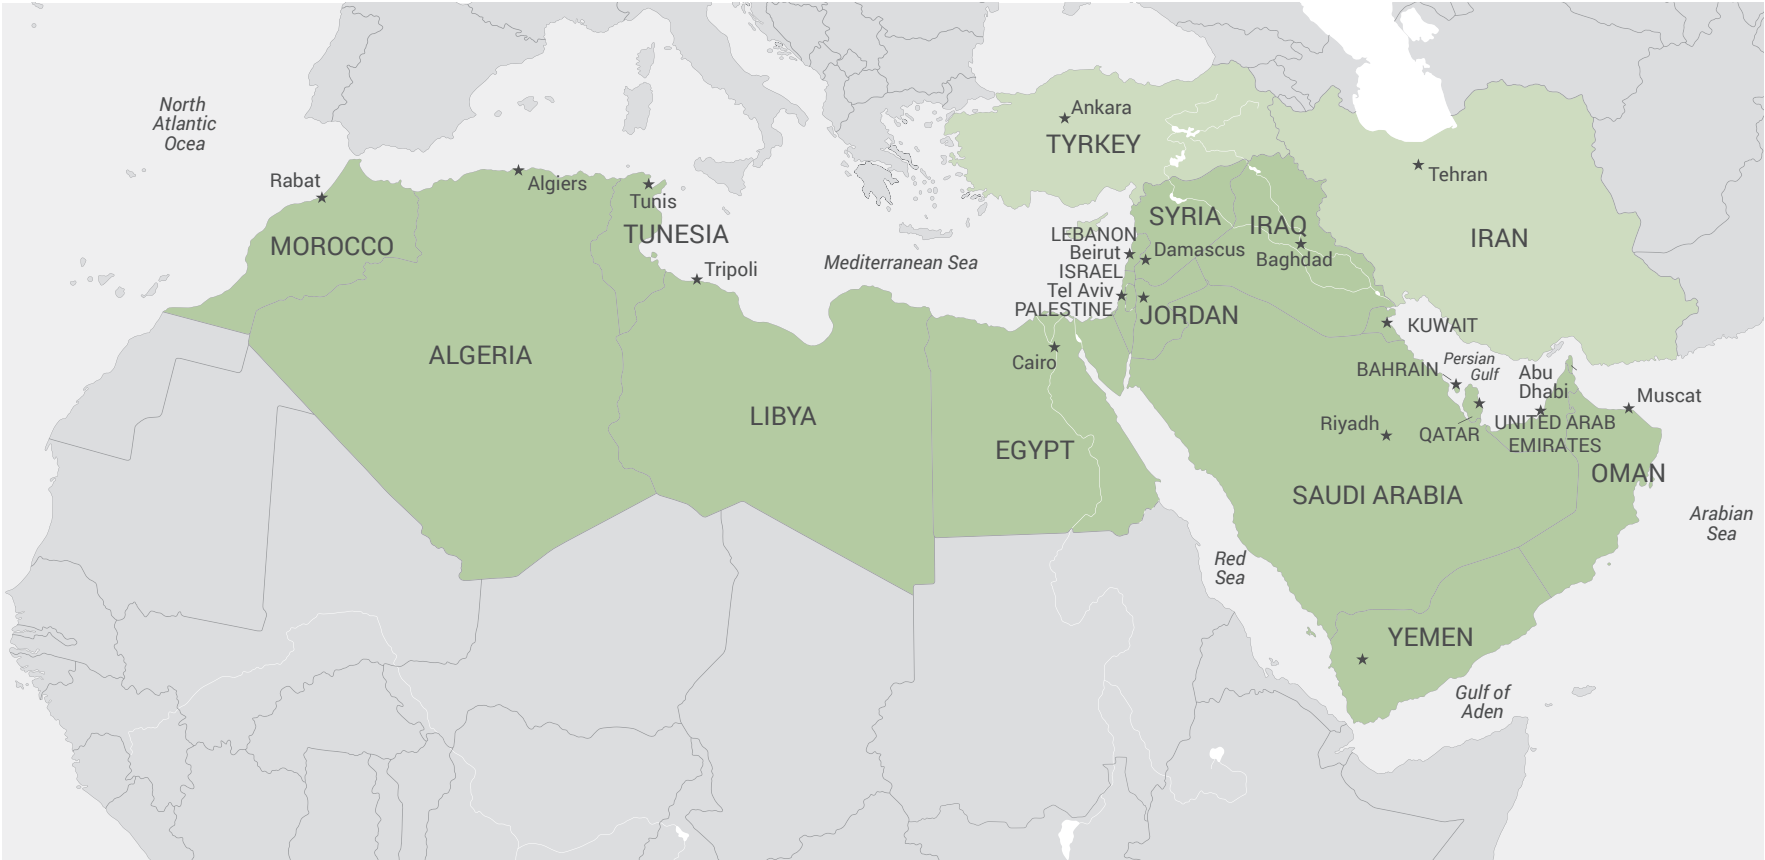 North
Atlantic
Ocea
Ankara
TYRKEY
Tehran
Rabat
Algiers
Tunis
TUNESIA
MOROCCO
SYRIA
IRAQ
IRAN
LEBANON
Beirut
Damascus
Baghdad
Mediterranean Sea
Tripoli
ISRAEL
Tel Aviv
PALESTINE
JORDAN
KUWAIT
ALGERIA
Cairo
BAHRAIN
Persian
Gulf
Abu
Dhabi
Muscat
LIBYA
Riyadh
QATAR
UNITED ARAB
EMIRATES
EGYPT
OMAN
SAUDI ARABIA
Arabian
Sea
Red
Sea
YEMEN
Gulf of
Aden